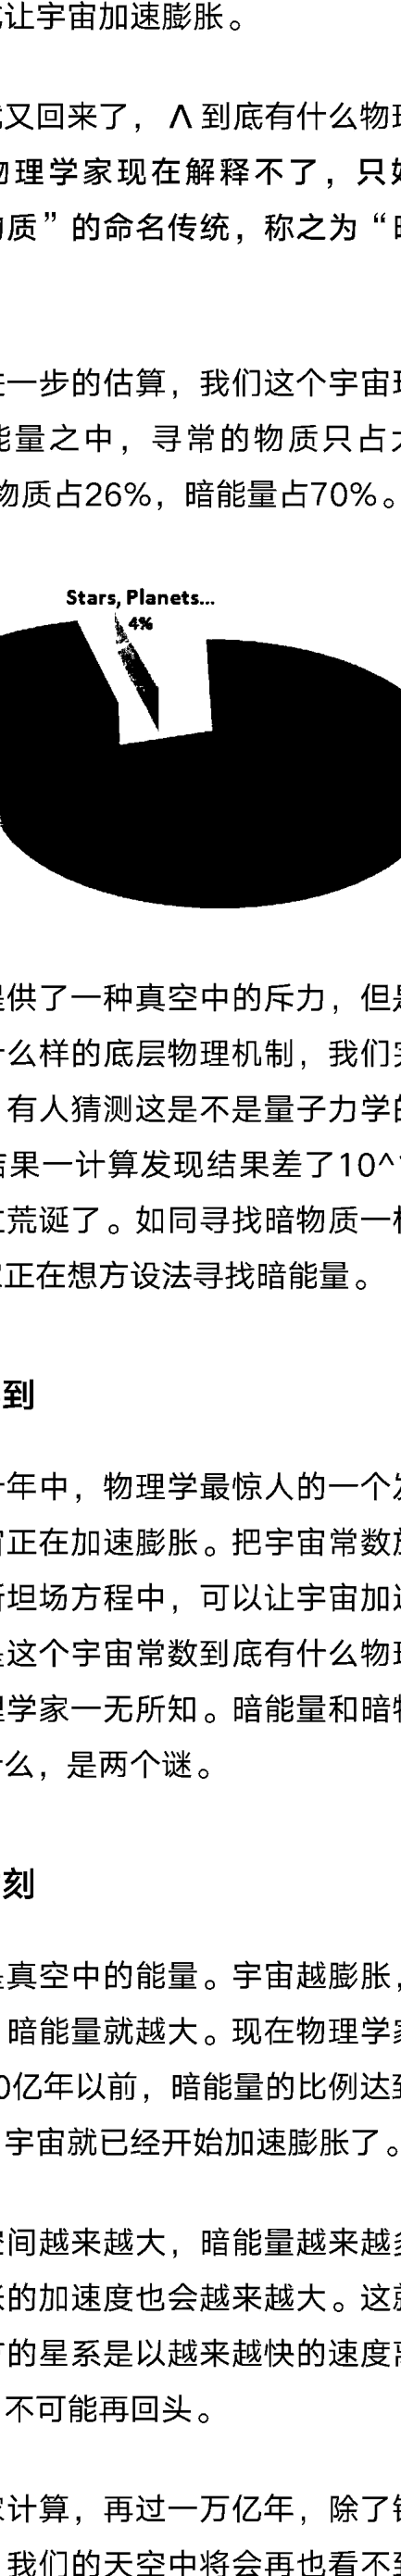 让宇宙加速膨胀。
又回来了，Λ 到底有什么物
物理学家现在解释不了，只
质”的命名传统，称之为“
一步的估算，我们这个宇宙
能量之中，寻常的物质只占
物质占26%，暗能量占70%。
Stars, Planets...
4%
供了一种真空中的斥力，但
么样的底层物理机制，我们
有人猜测这是不是量子力学的
结果一计算发现结果差了10^
荒诞了。如同寻找暗物质一
正在想方设法寻找暗能量。
到
年中，物理学最惊人的一个
正在加速膨胀。把宇宙常数
坦场方程中，可以让宇宙加
这个宇宙常数到底有什么物
理学家一无所知。暗能量和暗
么，是两个谜。
刻
真空中的能量。宇宙越膨胀，
暗能量就越大。现在物理学
0亿年以前，暗能量的比例达
宇宙就已经开始加速膨胀了。
间越来越大，暗能量越来越
的加速度也会越来越大。这
的星系是以越来越快的速度
不可能再回头。
计算，再过一万亿年，除了
我们的天空中将会再也看不